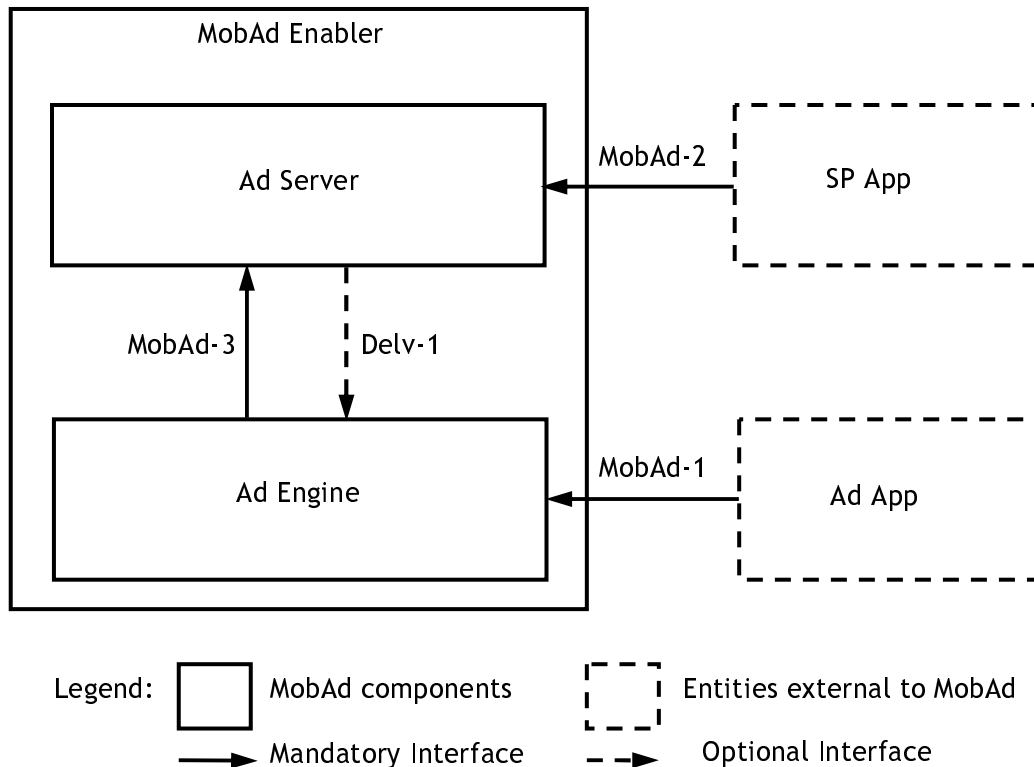 MobAd Enabler
Ad Server
MobAd-2
SP App
MobAd-3
Delv-1
Ad Engine
MobAd-1
Ad App
Legend:
MobAd components
Entities external to MobAd
Mandatory Interface
Optional Interface